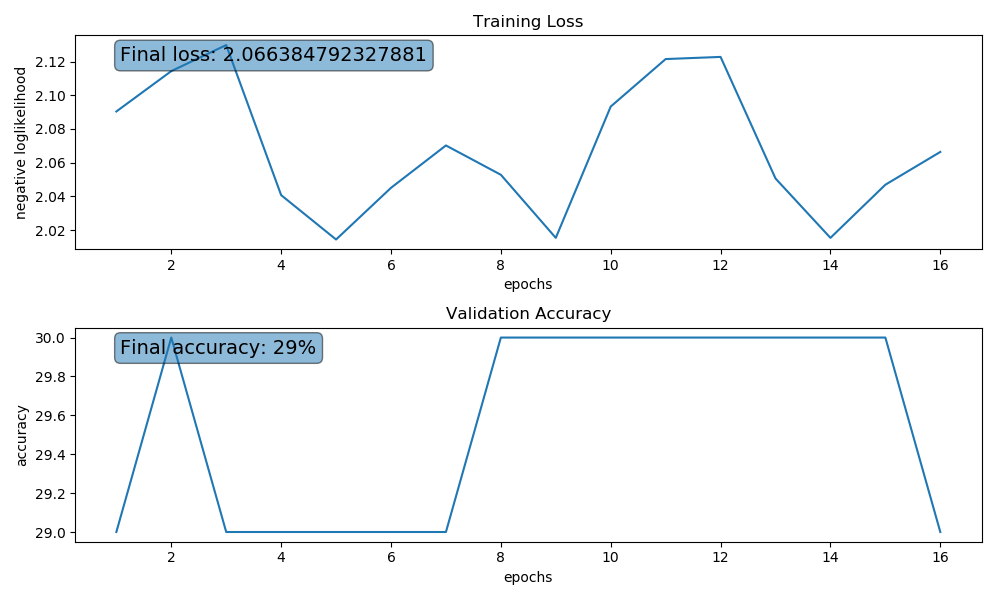 Training Loss
Final loss: 2.066384792327881
negative loglikelihood
2.12
2.10
2.08
2.06
2.04
2.02
2 4 6 8 10 12 14 16
epochs
Validation Accuracy
Final accuracy: 29%
accuracy
30.0
29.8
29.6
29.4
29.2
29.0
2 4 6 8 10 12 14 16
epochs